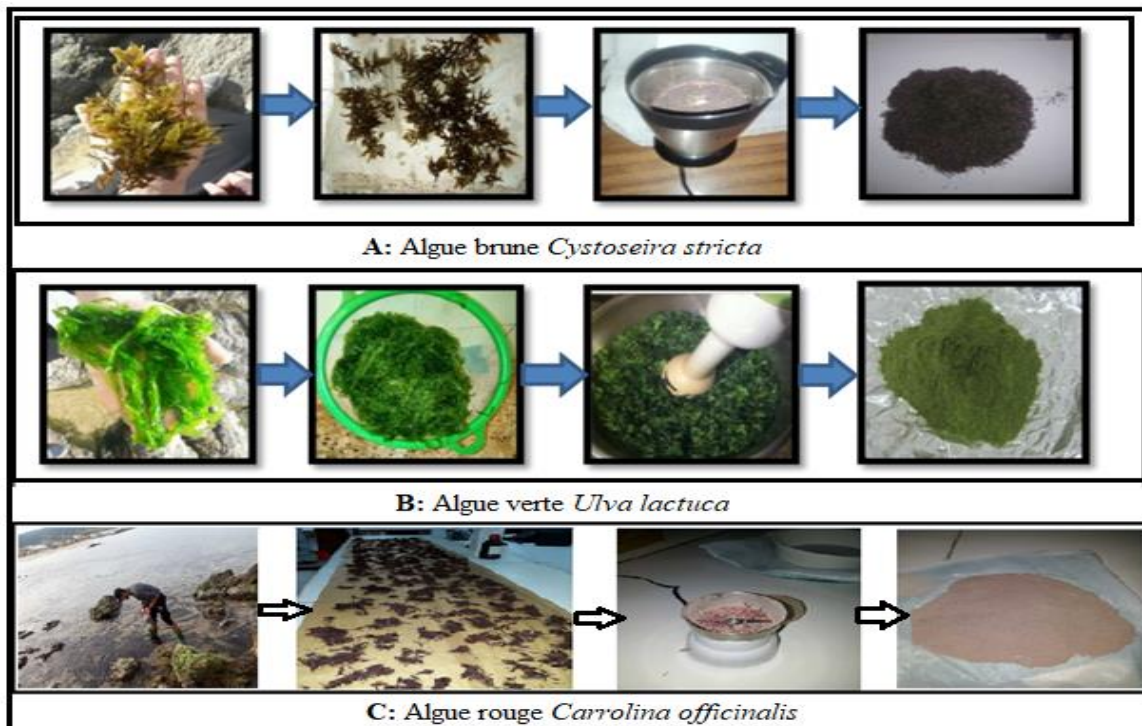 A: Algue brune Cystoseira stricta
B: Algue verte Ulva lactuca
C: Algue rouge Carrolina officinalis